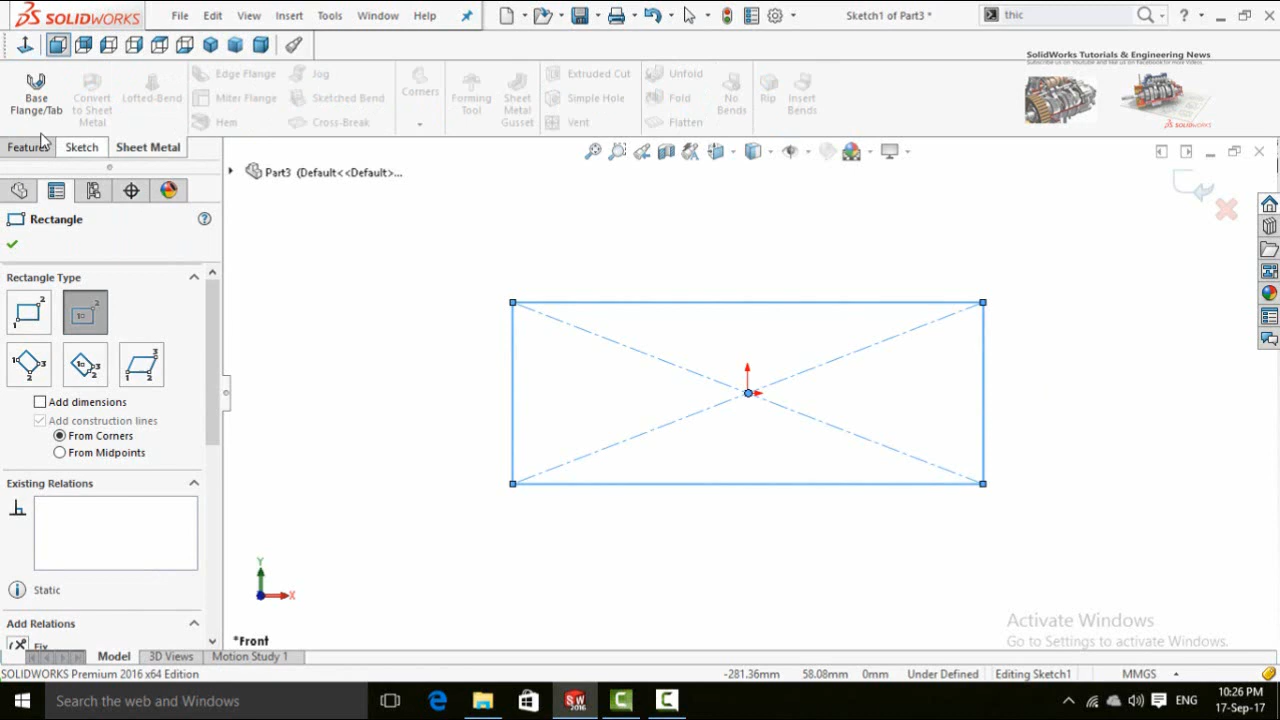 SOLIDWORKS File Edit View Insert Tools Window Help Sketch1 of Part3 * thic ?
SolidWorks Tutorials & Engineering News
Base Flange/Tab
Convert to Sheet Metal
Lofted-Bend
Edge Flange
Miter Flange
Hem
Jog
Sketched Bend
Cross-Break
Corners
Forming Tool
Sheet Metal Gusset
Extruded Cut
Simple Hole
Vent
Unfold
Fold
Flatten
No Bends
Rip
Insert Bends
Features Sketch Sheet Metal
Part3 (Default<<Default>...
Rectangle ?
Rectangle Type
Add dimensions
Add construction lines
From Corners
From Midpoints
Existing Relations
Static
Add Relations
Fix
Y
X
*Front
Activate Windows
Go to Settings to activate Windows.
Model 3D Views Motion Study 1
SOLIDWORKS Premium 2016 x64 Edition -281.36mm 58.08mm 0mm Under Defined Editing Sketch1 MMGS
Search the web and Windows
ENG
10:26 PM
17-Sep-17